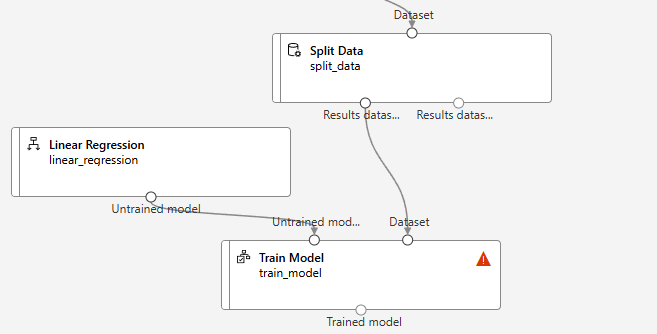 Dataset
Split Data
split_data
Results datas...
Results datas...
Linear Regression
linear_regression
Untrained model
Untrained mod...
Dataset
Train Model
train_model
Trained model